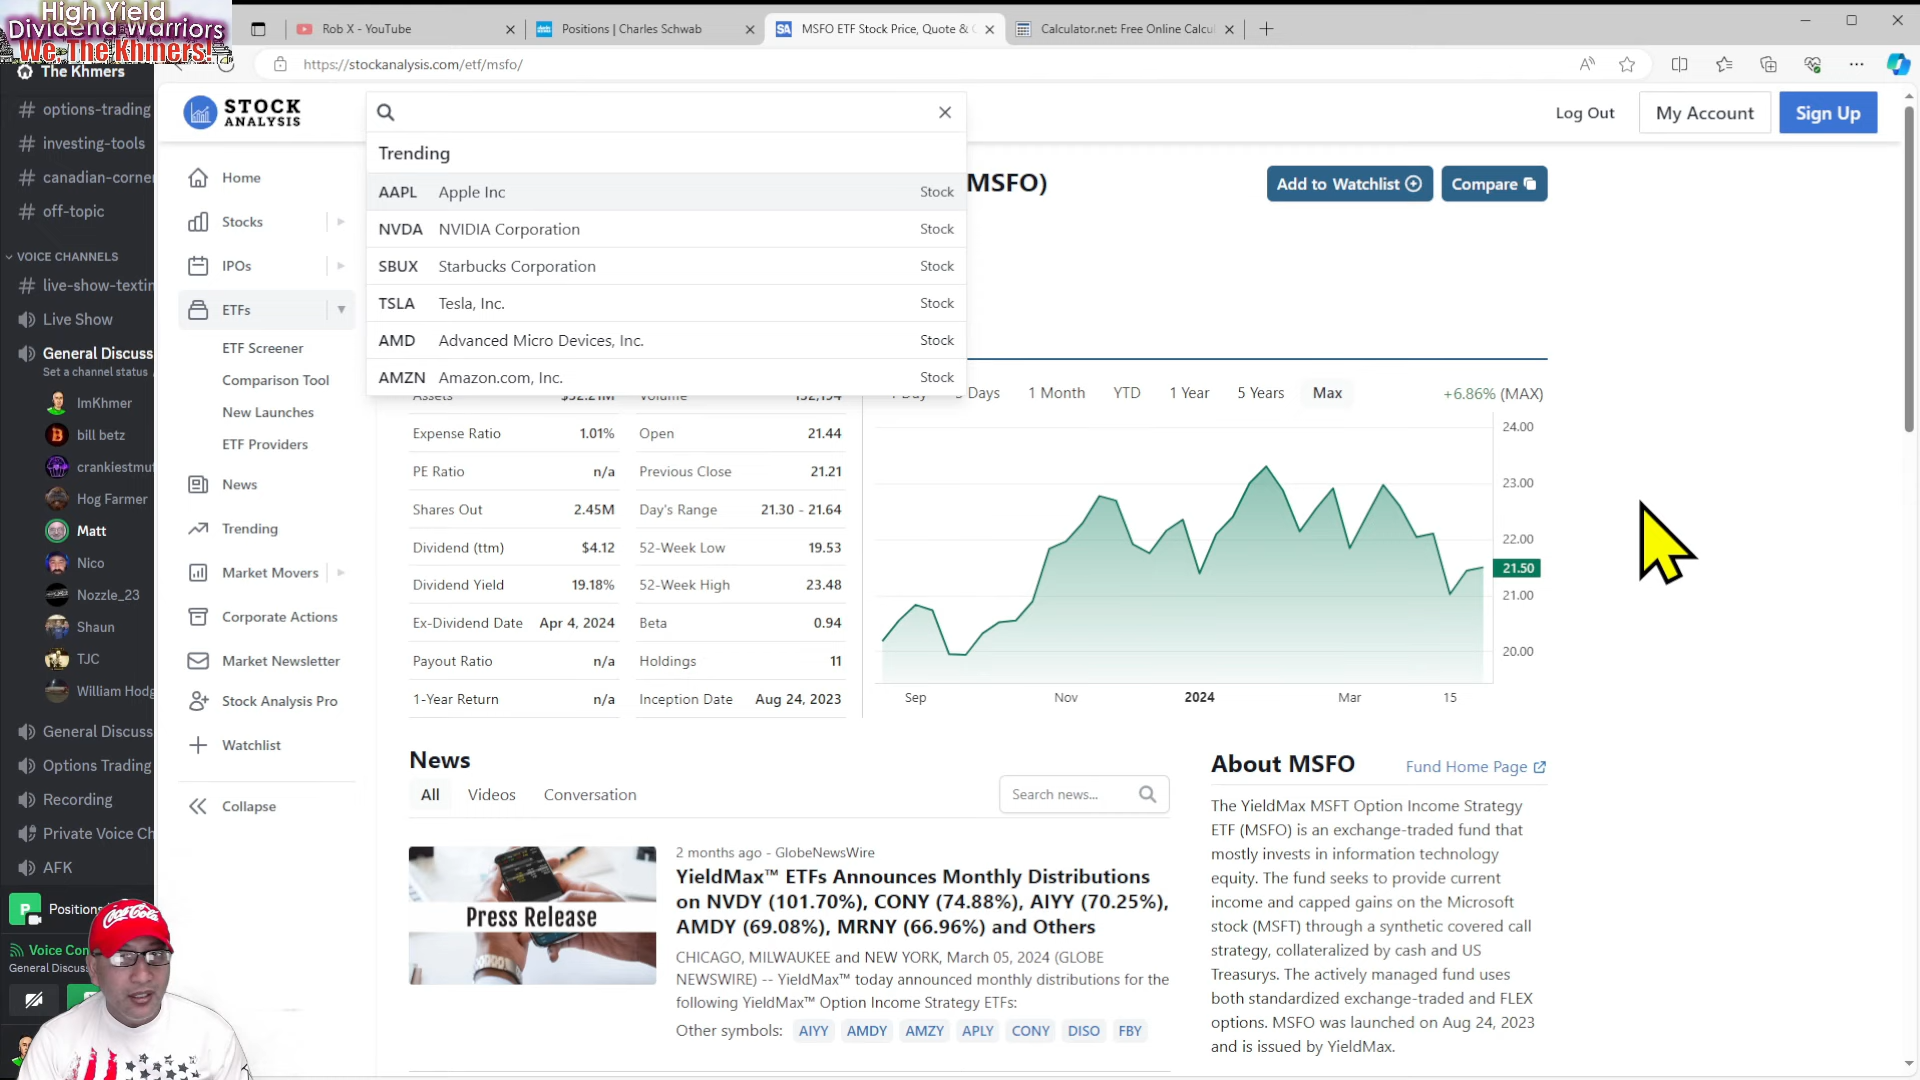 High Yield
Dividend Warriors
We The Khmers!
Rob X - YouTube
Positions | Charles Schwab
MSFO ETF Stock Price, Quote &
Calculator.net: Free Online Calcu
https://stockanalysis.com/etf/msfo/
The Khmers
options-trading
investing-tools
canadian-corner
off-topic
VOICE CHANNELS
live-show-textin
Live Show
General Discuss
Set a channel status
ImKhmer
bill betz
crankiestmuf
Hog Farmer
Matt
Nico
Nozzle_23
Shaun
TJC
William Hodg
General Discuss
Options Trading
Recording
Private Voice Ch
AFK
P
Positions
Voice Con
General Discuss
Coca-Cola
STOCK
ANALYSIS
Log Out
My Account
Sign Up
Home
Stocks
IPOs
ETFs
ETF Screener
Comparison Tool
New Launches
ETF Providers
News
Trending
Market Movers
Corporate Actions
Market Newsletter
Stock Analysis Pro
Watchlist
Collapse
Trending
AAPL Apple Inc Stock
NVDA NVIDIA Corporation Stock
SBUX Starbucks Corporation Stock
TSLA Tesla, Inc. Stock
AMD Advanced Micro Devices, Inc. Stock
AMZN Amazon.com, Inc. Stock
MSFO)
Add to Watchlist
Compare
Days 1 Month YTD 1 Year 5 Years Max +6.86% (MAX)
Assets $52.21M Volume 132,194
Expense Ratio 1.01% Open 21.44
PE Ratio n/a Previous Close 21.21
Shares Out 2.45M Day's Range 21.30 - 21.64
Dividend (ttm) $4.12 52-Week Low 19.53
Dividend Yield 19.18% 52-Week High 23.48
Ex-Dividend Date Apr 4, 2024 Beta 0.94
Payout Ratio n/a Holdings 11
1-Year Return n/a Inception Date Aug 24, 2023
24.00
23.00
22.00
21.50
21.00
20.00
Sep Nov 2024 Mar 15
News
All Videos Conversation
Search news...
Press Release
2 months ago - GlobeNewsWire
YieldMax™ ETFs Announces Monthly Distributions
on NVDY (101.70%), CONY (74.88%), AIYY (70.25%),
AMDY (69.08%), MRNY (66.96%) and Others
CHICAGO, MILWAUKEE and NEW YORK, March 05, 2024 (GLOBE
NEWSWIRE) -- YieldMax™ today announced monthly distributions for the
following YieldMax™ Option Income Strategy ETFs:
Other symbols: AIYY AMDY AMZY APLY CONY DISO FBY
About MSFO
Fund Home Page
The YieldMax MSFT Option Income Strategy
ETF (MSFO) is an exchange-traded fund that
mostly invests in information technology
equity. The fund seeks to provide current
income and capped gains on the Microsoft
stock (MSFT) through a synthetic covered call
strategy, collateralized by cash and US
Treasurys. The actively managed fund uses
both standardized exchange-traded and FLEX
options. MSFO was launched on Aug 24, 2023
and is issued by YieldMax.